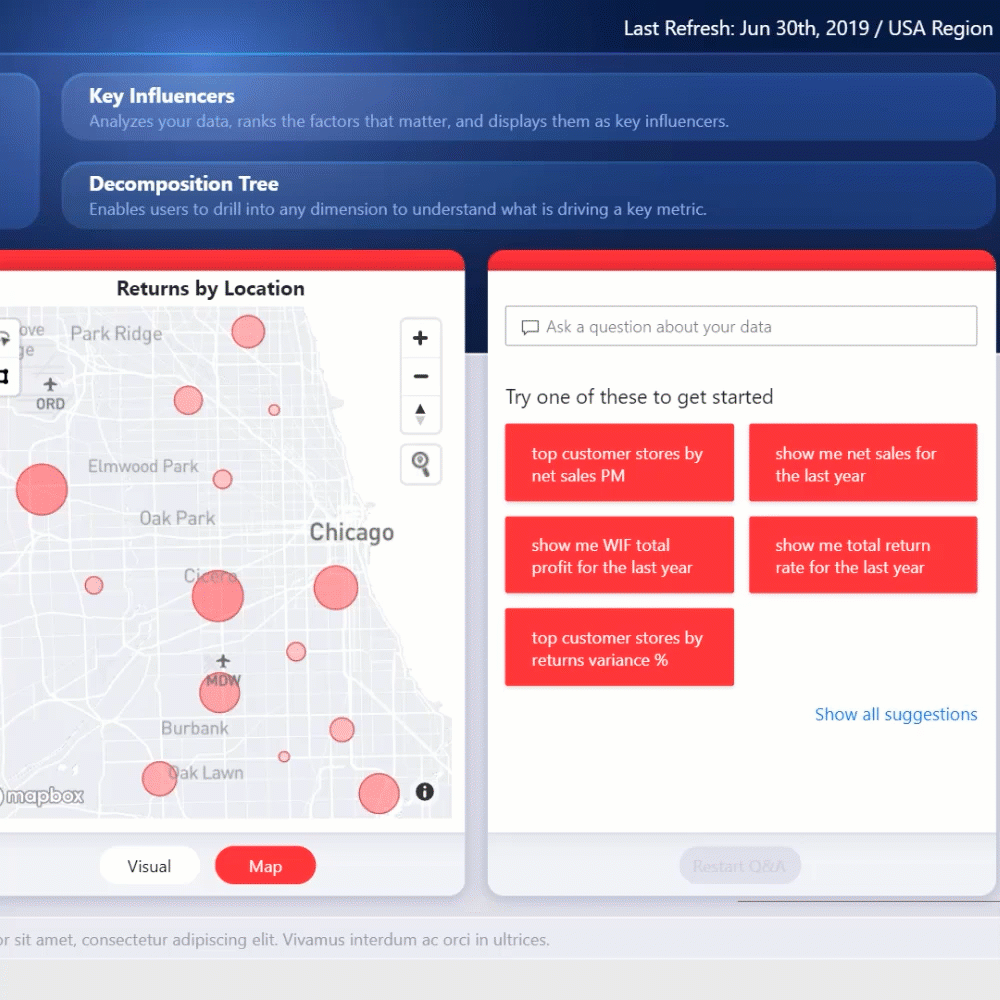 Last Refresh: Jun 30th, 2019 / USA Region
Key Influencers
Analyzes your data, ranks the factors that matter, and displays them as key influencers.
Decomposition Tree
Enables users to drill into any dimension to understand what is driving a key metric.
Returns by Location
ove
ge
Park Ridge
ORD
Elmwood Park
Oak Park
Chicago
Cicero
MDW
Burbank
Oak Lawn
mapbox
Visual
Map
Ask a question about your data
Try one of these to get started
top customer stores by
net sales PM
show me net sales for
the last year
show me WIF total
profit for the last year
show me total return
rate for the last year
top customer stores by
returns variance %
Show all suggestions
Restart Q&A
or sit amet, consectetur adipiscing elit. Vivamus interdum ac orci in ultrices.